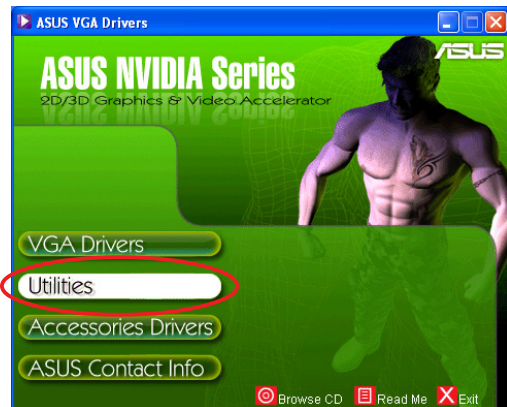 ASUS VGA Drivers
ASUS
ASUS NVIDIA Series
2D/3D Graphics & Video Accelerator
VGA Drivers
Utilities
Accessories Drivers
ASUS Contact Info
Browse CD Read Me Exit